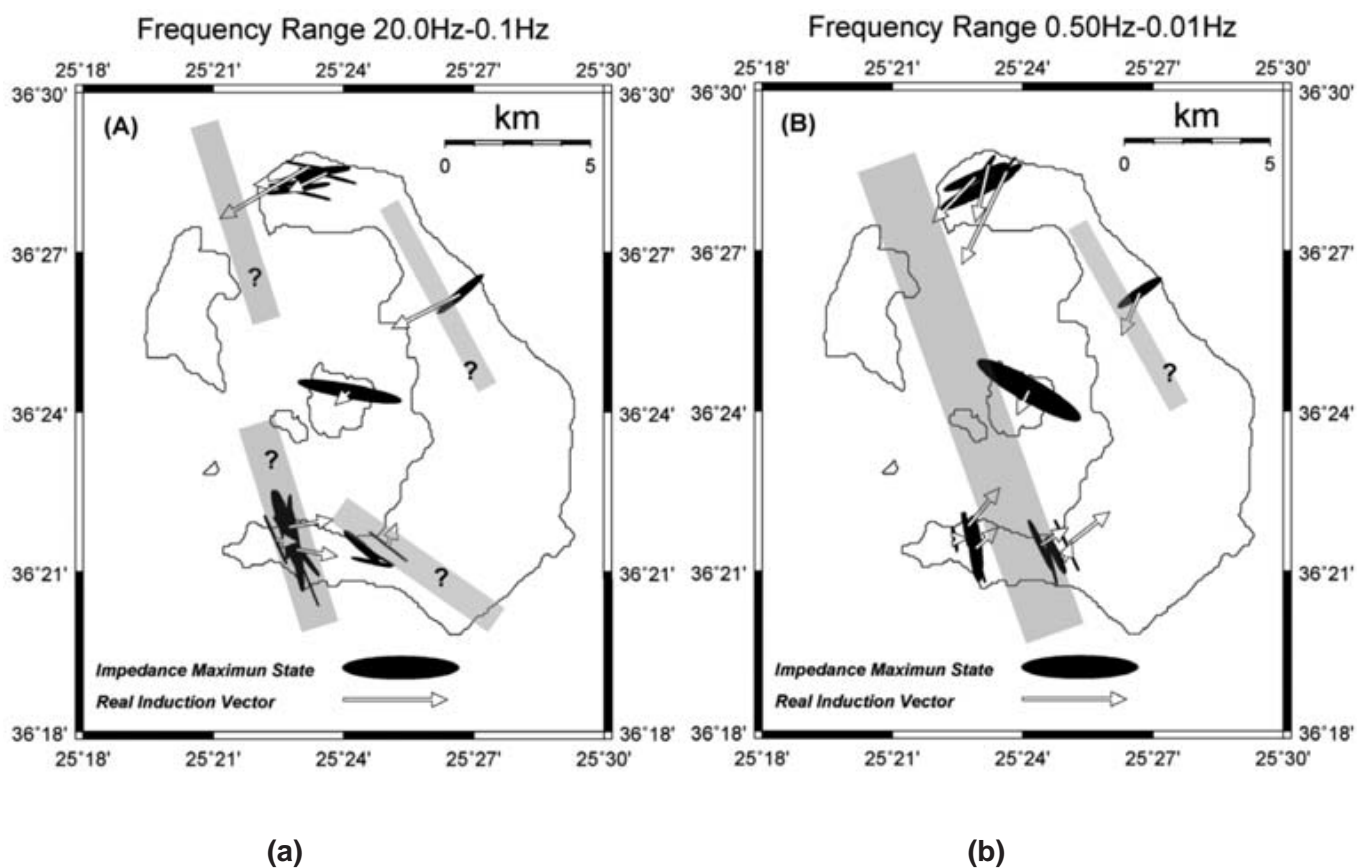 Frequency Range 20.0Hz-0.1Hz
25°18' 25°21' 25°24' 25°27' 25°30'
36°30' 36°30'
(A)
km
0 5
36°27' 36°27'
?
?
36°24' 36°24'
?
?
36°21' 36°21'
Impedance Maximun State
Real Induction Vector
36°18' 36°18'
25°18' 25°21' 25°24' 25°27' 25°30'
(a)
Frequency Range 0.50Hz-0.01Hz
25°18' 25°21' 25°24' 25°27' 25°30'
36°30' 36°30'
(B)
km
0 5
36°27' 36°27'
?
36°24' 36°24'
36°21' 36°21'
Impedance Maximun State
Real Induction Vector
36°18' 36°18'
25°18' 25°21' 25°24' 25°27' 25°30'
(b)